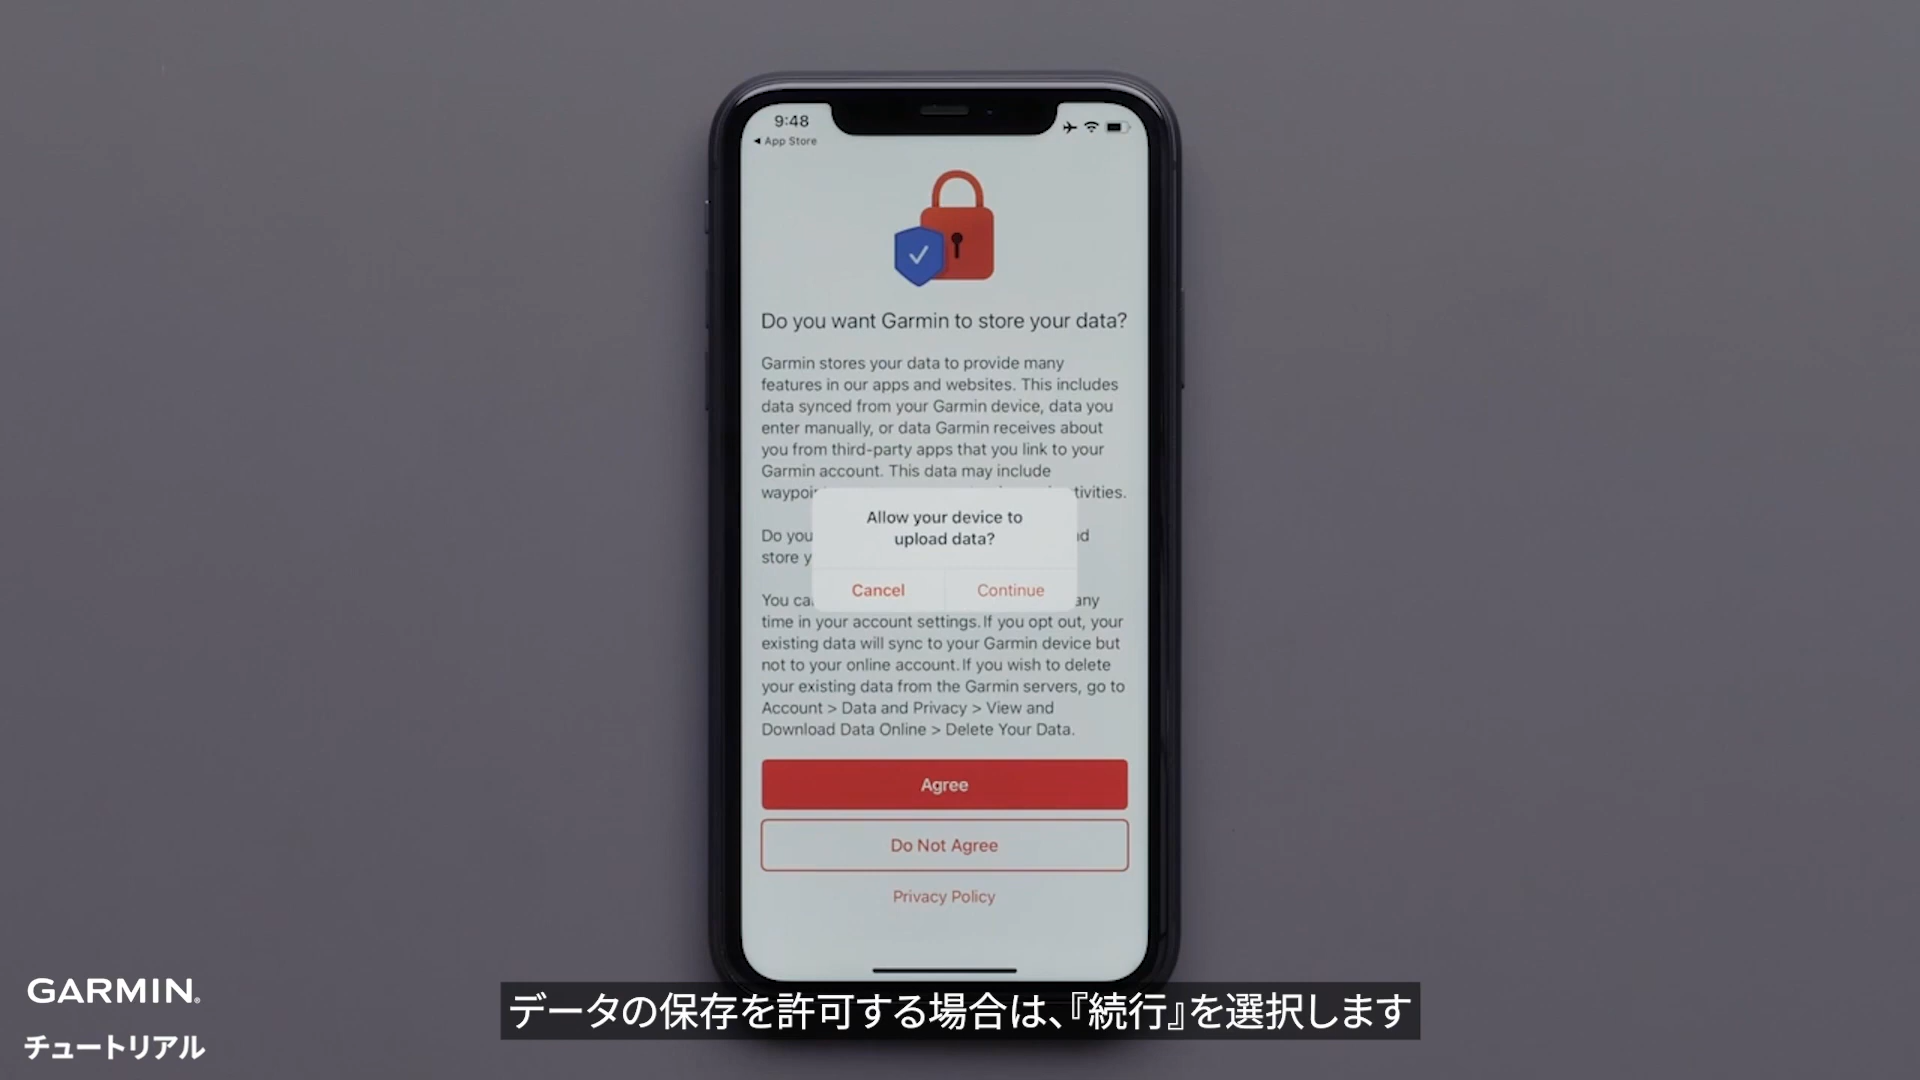 9:48
◀ App Store
Do you want Garmin to store your data?
Garmin stores your data to provide many
features in our apps and websites. This includes
data synced from your Garmin device, data you
enter manually, or data Garmin receives about
you from third-party apps that you link to your
Garmin account. This data may include
tivities.
Do you
store
You
any
Allow your device to
upload data?
Cancel
Continue
time in your account settings. If you opt out, your
existing data will sync to your Garmin device but
not to your online account. If you wish to delete
your existing data from the Garmin servers, go to
Account > Data and Privacy > View and
Download Data Online > Delete Your Data.
Agree
Do Not Agree
Privacy Policy
GARMIN®
チュートリアル
データの保存を許可する場合は、『続行』を選択します